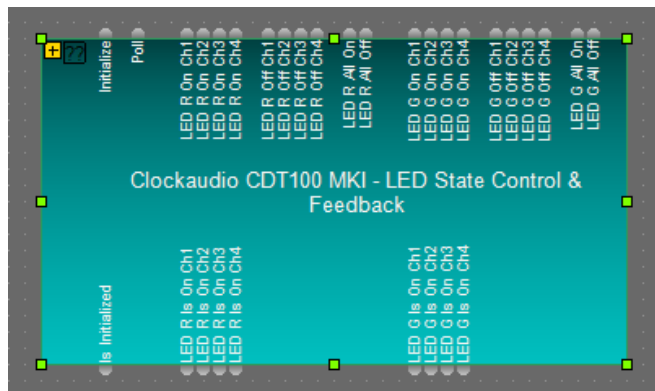 ??
Initialize
Poll
LED R On Ch1
LED R On Ch2
LED R On Ch3
LED R On Ch4
LED R Off Ch1
LED R Off Ch2
LED R Off Ch3
LED R Off Ch4
LED R All On
LED R All Off
LED G On Ch1
LED G On Ch2
LED G On Ch3
LED G On Ch4
LED G Off Ch1
LED G Off Ch2
LED G Off Ch3
LED G Off Ch4
LED G All On
LED G All Off
Clockaudio CDT100 MKI - LED State Control &
Feedback
Is Initialized
LED R Is On Ch1
LED R Is On Ch2
LED R Is On Ch3
LED R Is On Ch4
LED G Is On Ch1
LED G Is On Ch2
LED G Is On Ch3
LED G Is On Ch4